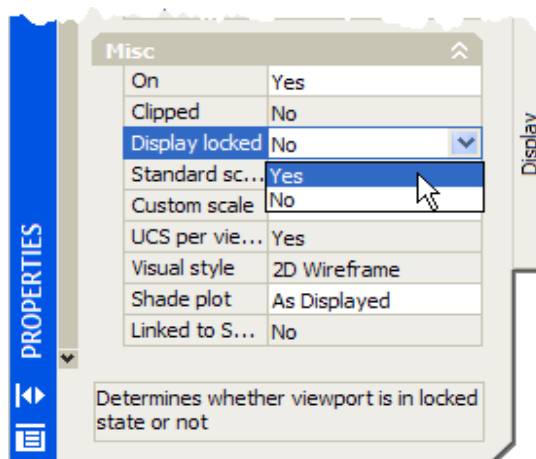 Misc
On Yes
Clipped No
Display locked No
Standard sc... Yes
Custom scale No
UCS per vie... Yes
Visual style 2D Wireframe
Shade plot As Displayed
Linked to S... No
Determines whether viewport is in locked
state or not
PROPERTIES
Display